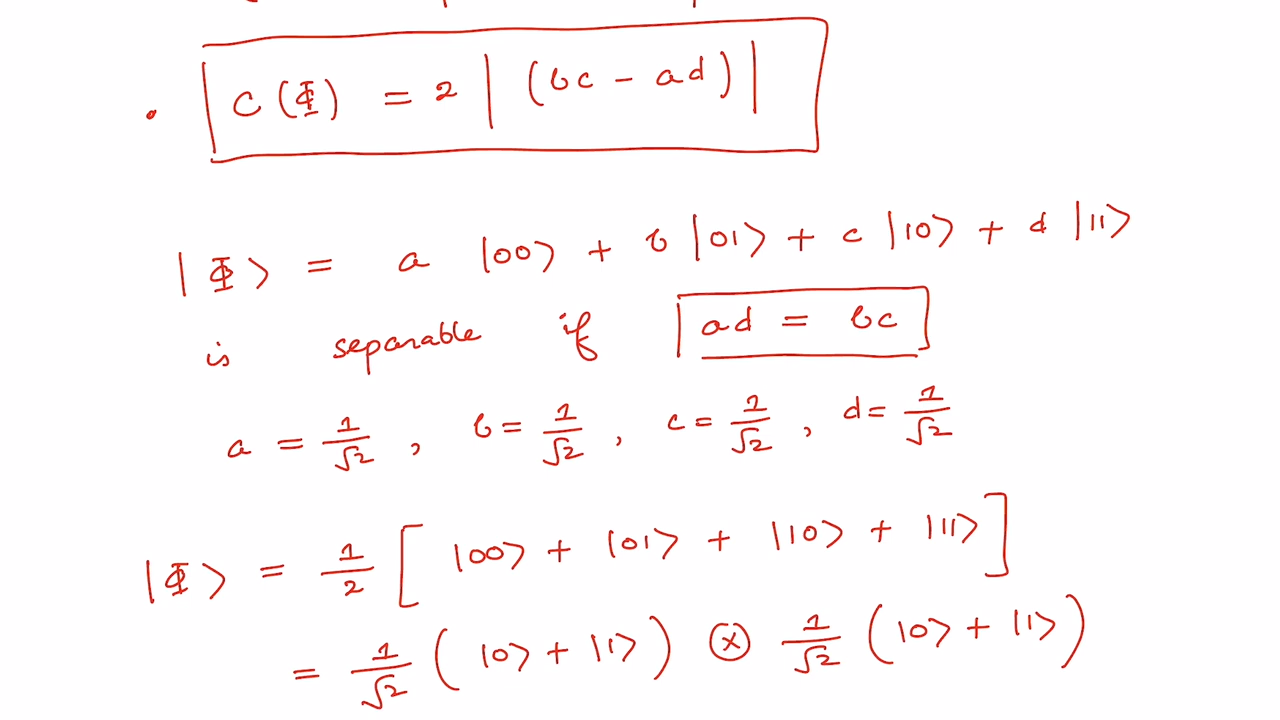 C(Φ) = 2 |(bc - ad)|
|Φ⟩ = a |00⟩ + b |01⟩ + c |10⟩ + d |11⟩
is separable if ad = bc
a = 1/√2 , b = 1/√2 , c = 1/√2 , d = 1/√2
|Φ⟩ = 1/2 [ |00⟩ + |01⟩ + |10⟩ + |11⟩ ]
= 1/√2 ( |0⟩ + |1⟩ ) ⊗ 1/√2 ( |0⟩ + |1⟩ )